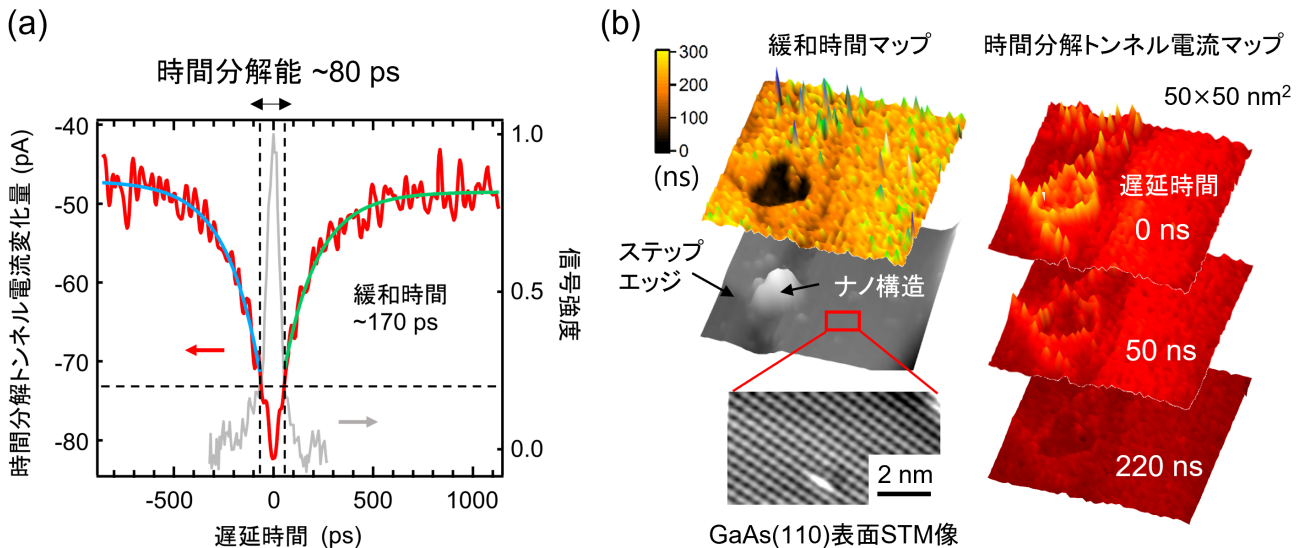 (a)
時間分解能 ~80 ps
時間分解トンネル電流変化量 (pA)
-40
-50
-60
-70
-80
1.0
0.5
0.0
信号強度
緩和時間
~170 ps
-500
0
500
1000
遅延時間 (ps)
(b)
緩和時間マップ
300
200
100
0
(ns)
ステップ
エッジ
ナノ構造
2 nm
GaAs(110)表面STM像
時間分解トンネル電流マップ
50×50 nm²
遅延時間
0 ns
50 ns
220 ns